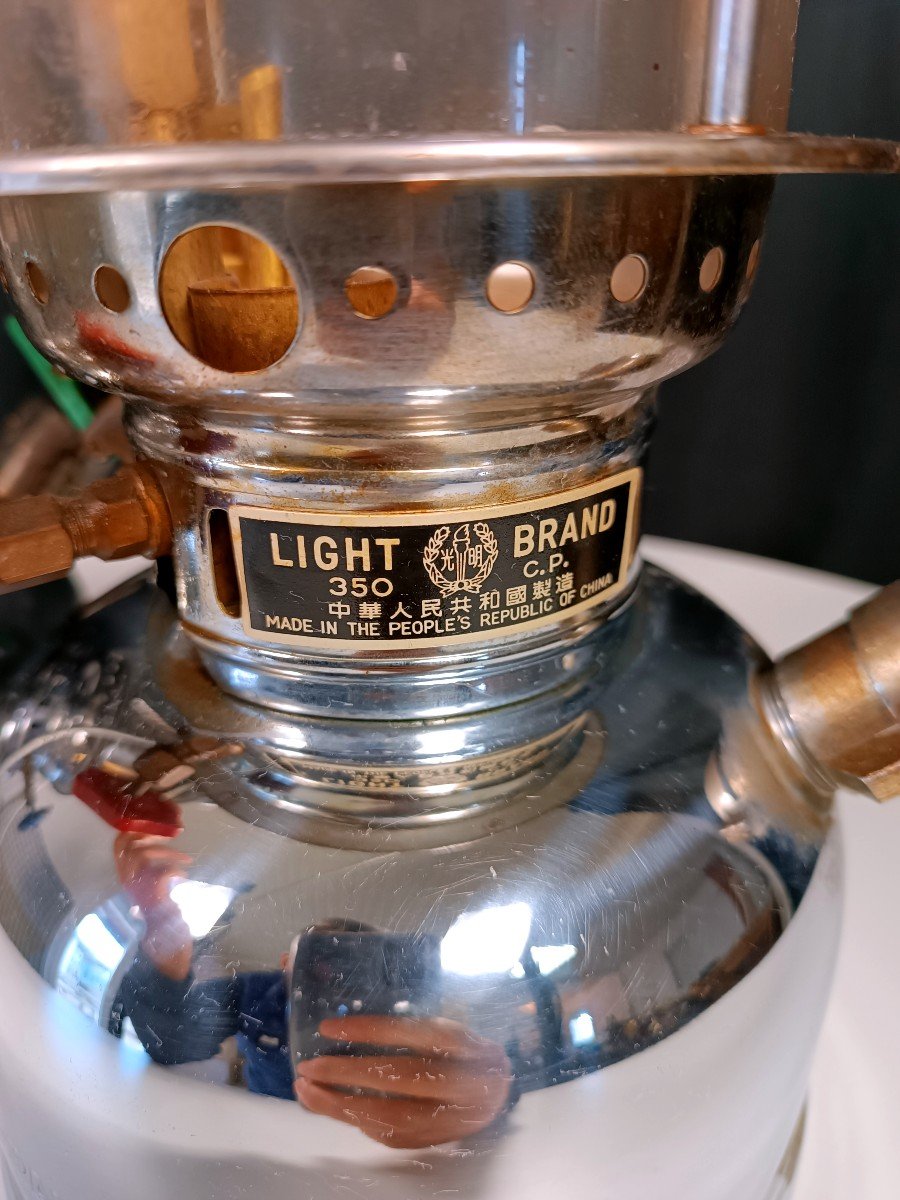 LIGHT 光明 BRAND
350 C.P.
中華人民共和國製造
MADE IN THE PEOPLE'S REPUBLIC OF CHINA